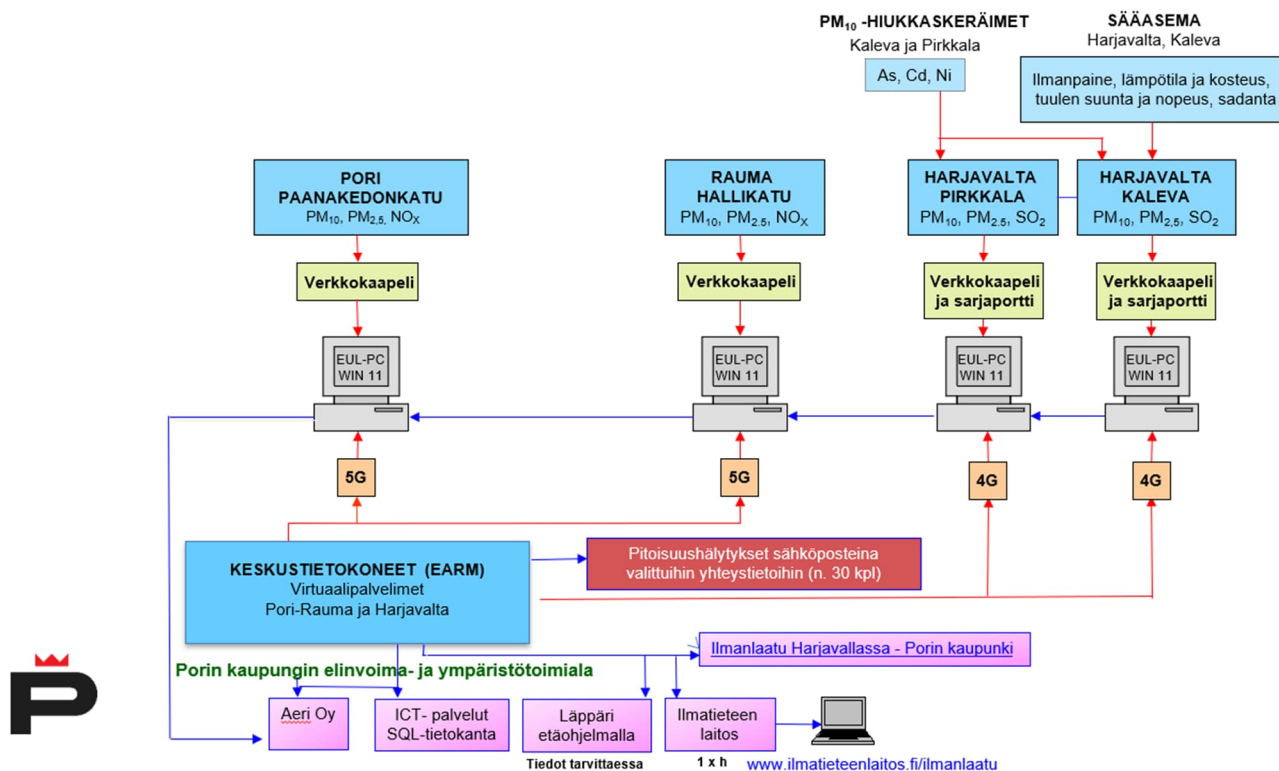 PM₁₀ -HIUKKASKERÄIMET
Kaleva ja Pirkkala
As, Cd, Ni
SÄÄASEMA
Harjavalta, Kaleva
Ilmanpaine, lämpötila ja kosteus,
tuulen suunta ja nopeus, sadanta
PORI
PAANAKEDONKATU
PM₁₀, PM₂.₅, NOₓ
RAUMA
HALLIKATU
PM₁₀, PM₂.₅, NOₓ
HARJAVALTA
PIRKKALA
PM₁₀, PM₂.₅, SO₂
HARJAVALTA
KALEVA
PM₁₀, PM₂,₅, SO₂
Verkkokaapeli
Verkkokaapeli
Verkkokaapeli
ja sarjaportti
Verkkokaapeli
ja sarjaportti
EUL-PC
WIN 11
EUL-PC
WIN 11
EUL-PC
WIN 11
EUL-PC
WIN 11
5G
5G
4G
4G
KESKUSTIETOKONEET (EARM)
Virtuaalipalvelimet
Pori-Rauma ja Harjavalta
Pitoisuushälytykset sähköposteina
valittuihin yhteystietoihin (n. 30 kpl)
Ilmanlaatu Harjavallassa - Porin kaupunki
Porin kaupungin elinvoima- ja ympäristötoimiala
P
Aeri Oy
ICT- palvelut
SQL-tietokanta
Läppäri
etäohjelmalla
Tiedot tarvittaessa
Ilmatieteen
laitos
1 x h
www.ilmatieteenlaitos.fi/ilmanlaatu